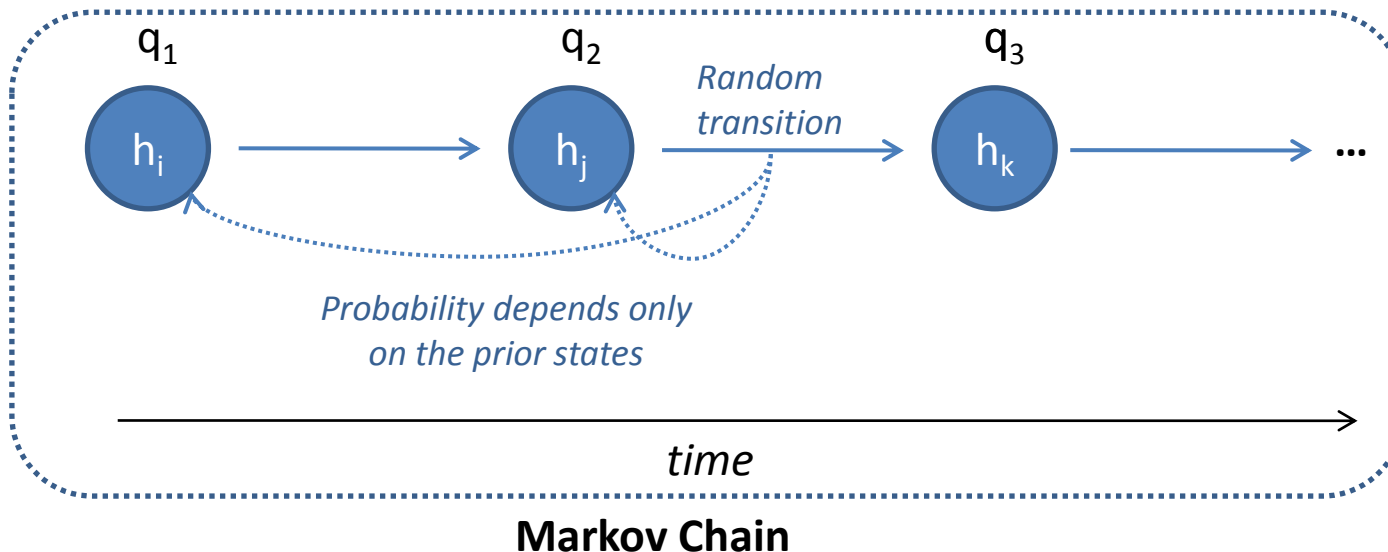 q₁ q₂ q₃
Random
transition
hᵢ hⱼ hₖ ...
Probability depends only
on the prior states
time
Markov Chain